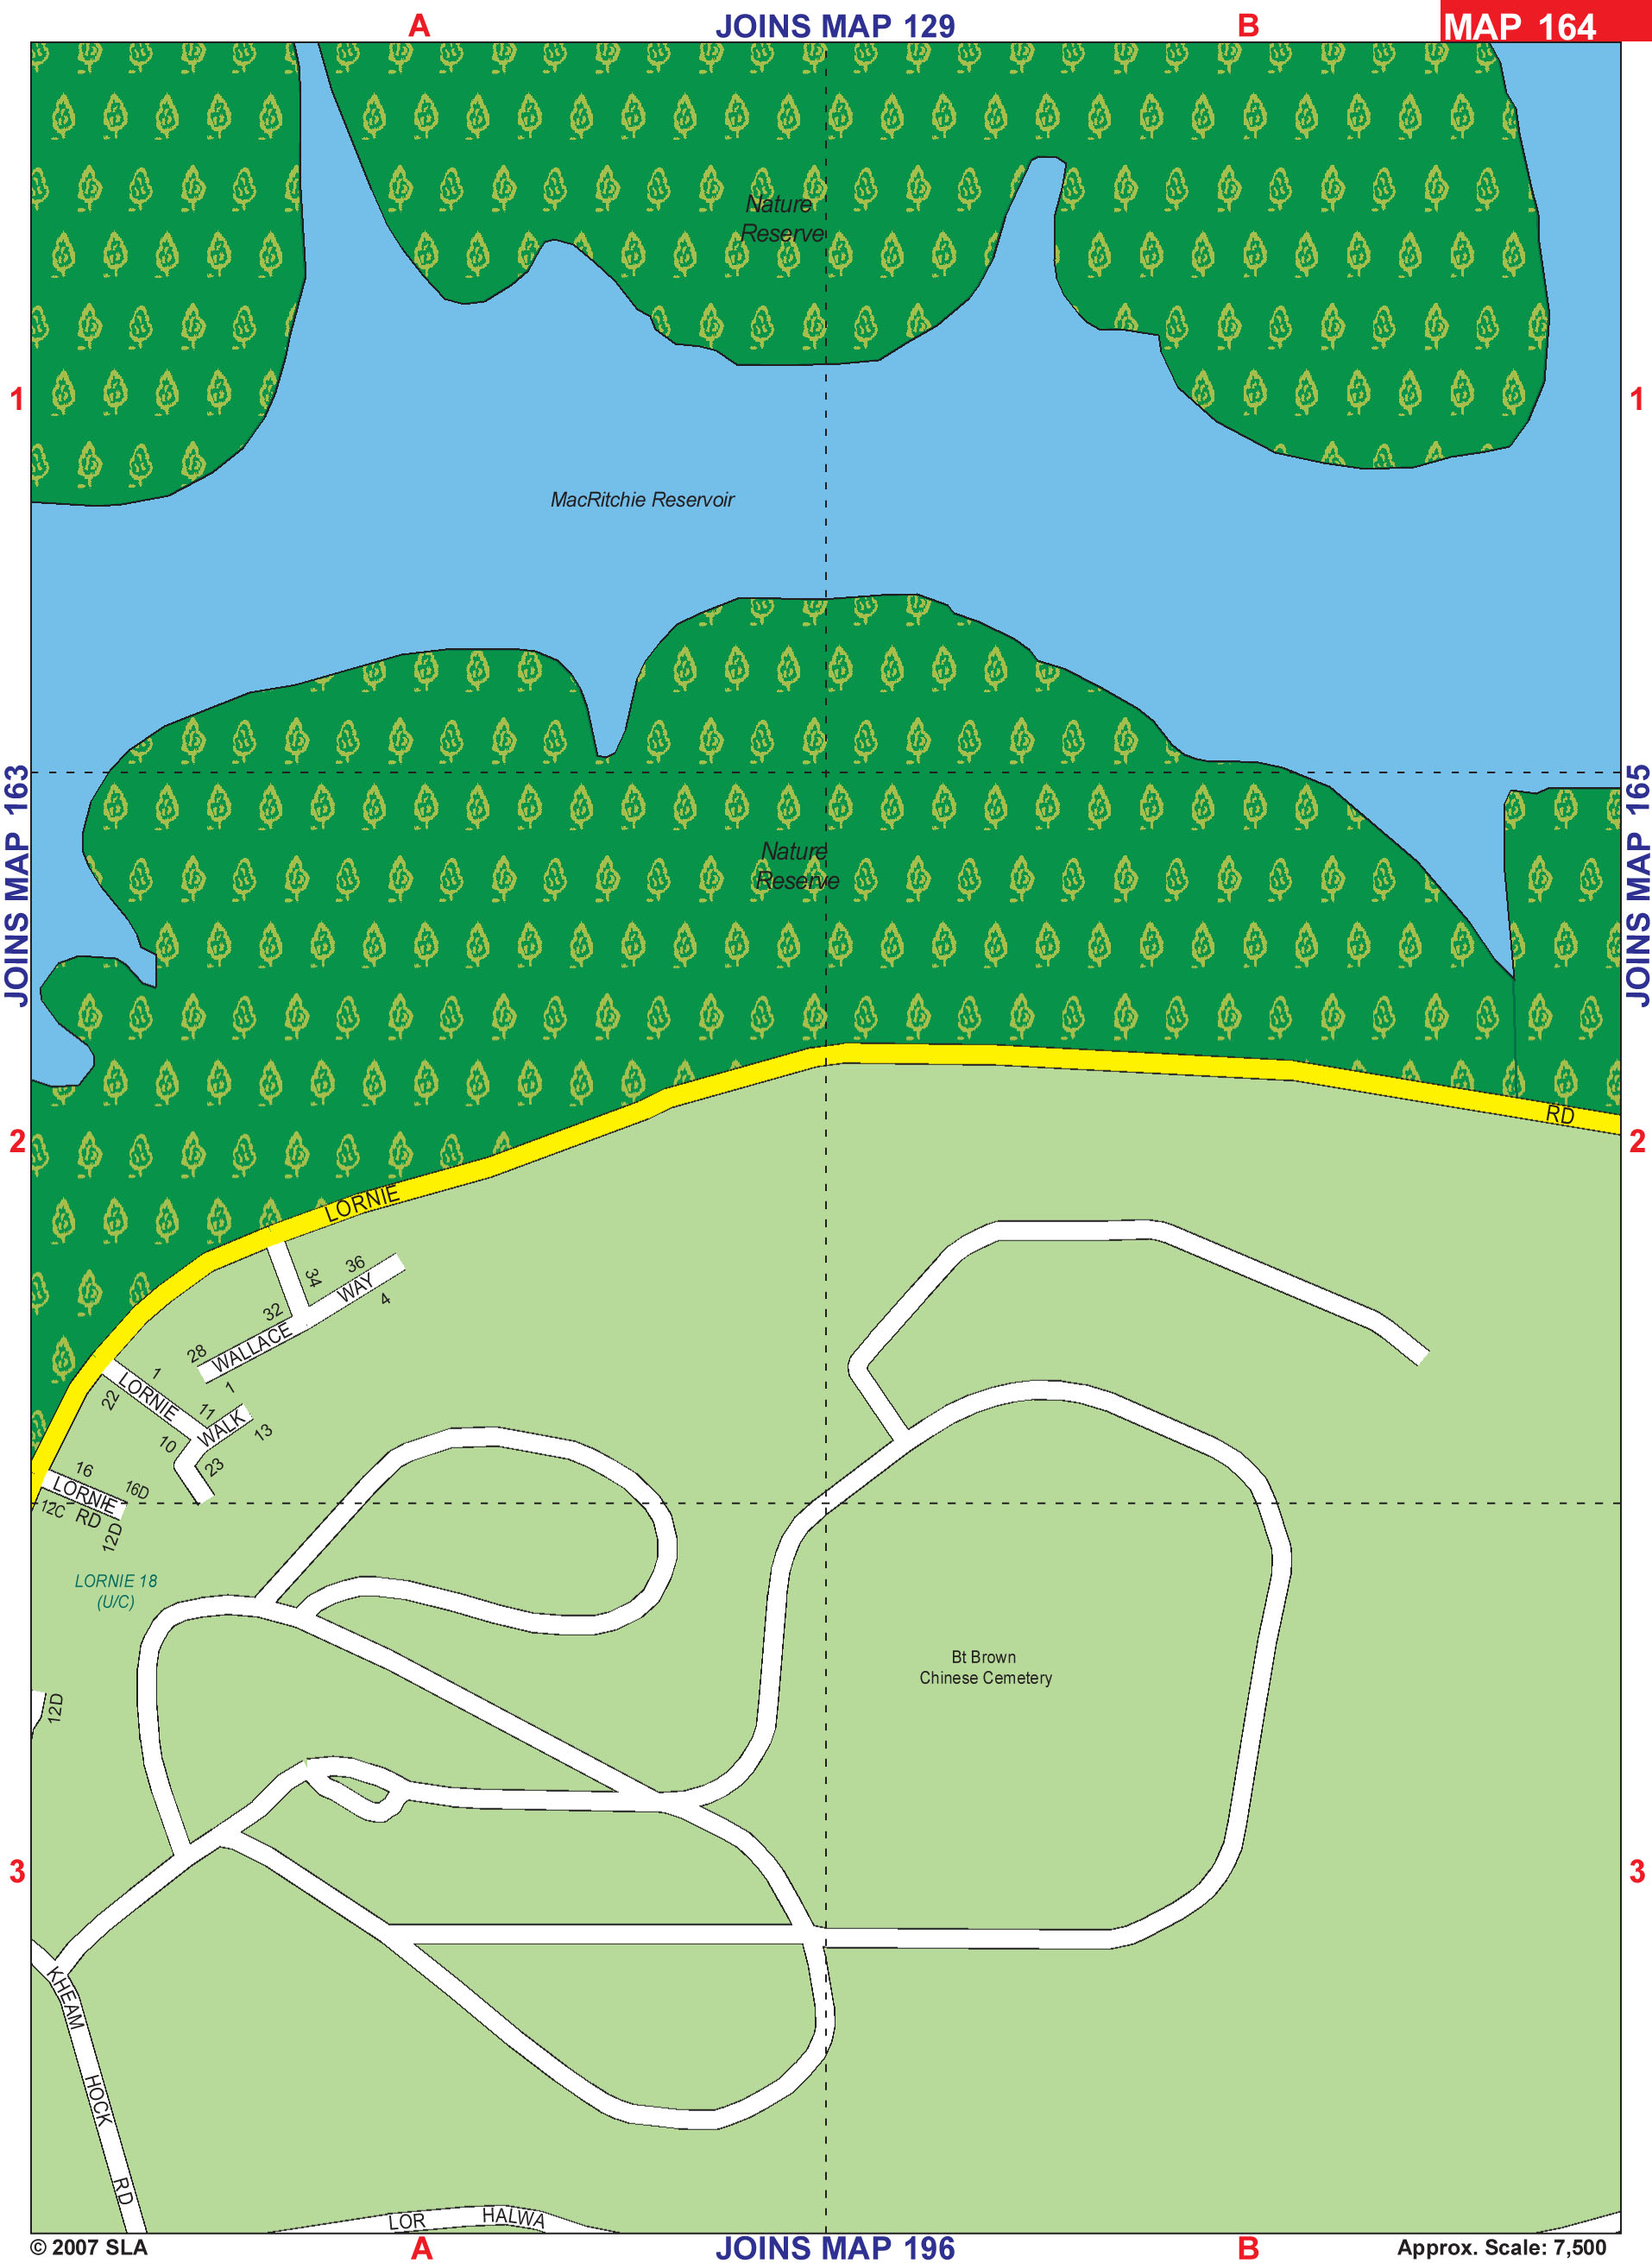 A
JOINS MAP 129
B
MAP 164
Nature
Reserve
1
1
MacRitchie Reservoir
JOINS MAP 163
JOINS MAP 165
Nature
Reserve
RD
2
2
LORNIE
34
36
WAY
4
32
28
WALLACE
1
1
LORNIE
22
11
WALK
13
10
23
16
LORNIE
RD
16D
12C
12D
LORNIE 18
(U/C)
Bt Brown
Chinese Cemetery
12D
3
3
KHEAM
HOCK
RD
LOR HALWA
© 2007 SLA
A
JOINS MAP 196
B
Approx. Scale: 7,500